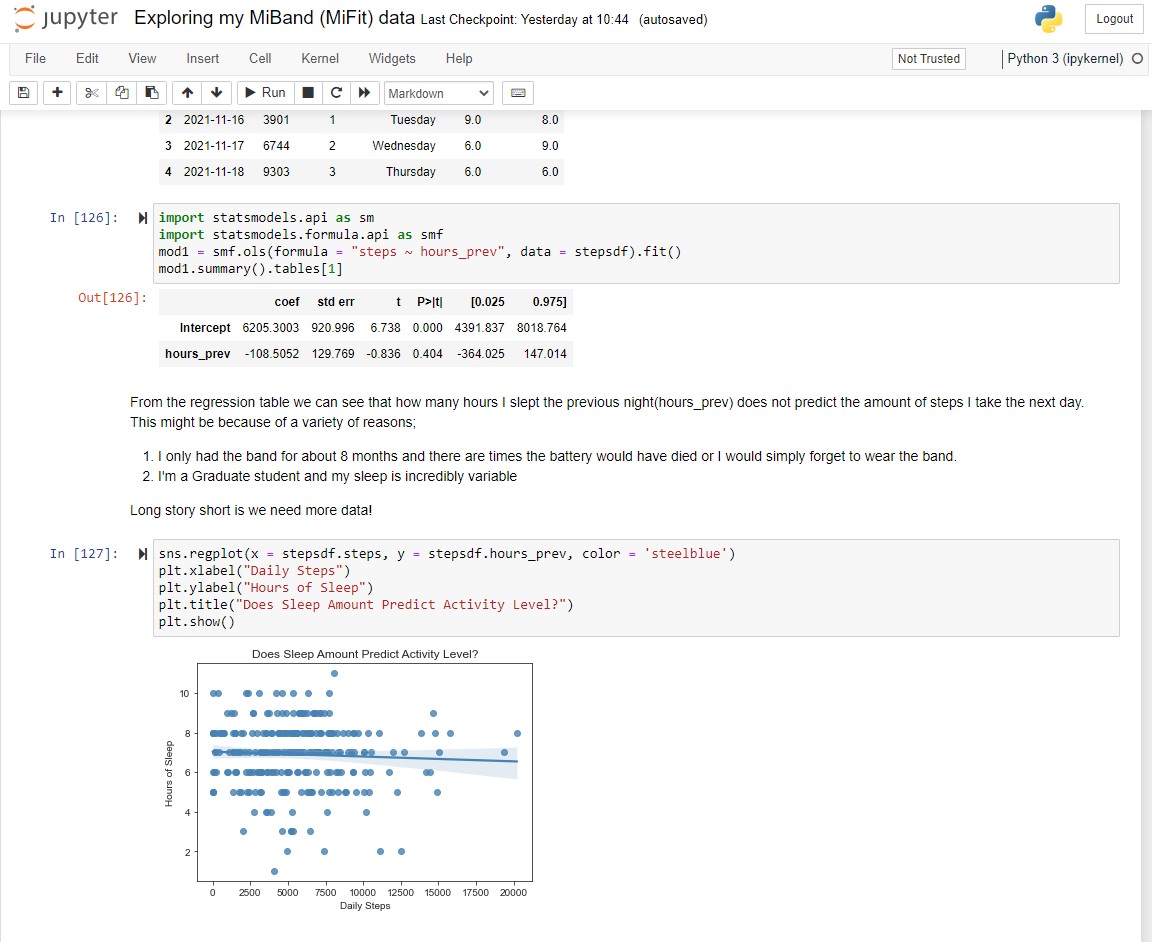 jupyter Exploring my MiBand (MiFit) data Last Checkpoint: Yesterday at 10:44 (autosaved)
Logout
File Edit View Insert Cell Kernel Widgets Help
Not Trusted
Python 3 (ipykernel)
Run
Markdown
2 2021-11-16 3901 1 Tuesday 9.0 8.0
3 2021-11-17 6744 2 Wednesday 6.0 9.0
4 2021-11-18 9303 3 Thursday 6.0 6.0
In [126]:
import statsmodels.api as sm
import statsmodels.formula.api as smf
mod1 = smf.ols(formula = "steps ~ hours_prev", data = stepsdf).fit()
mod1.summary().tables[1]
Out[126]:
coef std err t P>|t| [0.025 0.975]
Intercept 6205.3003 920.996 6.738 0.000 4391.837 8018.764
hours_prev -108.5052 129.769 -0.836 0.404 -364.025 147.014
From the regression table we can see that how many hours I slept the previous night(hours_prev) does not predict the amount of steps I take the next day.
This might be because of a variety of reasons;
1. I only had the band for about 8 months and there are times the battery would have died or I would simply forget to wear the band.
2. I'm a Graduate student and my sleep is incredibly variable
Long story short is we need more data!
In [127]:
sns.regplot(x = stepsdf.steps, y = stepsdf.hours_prev, color = 'steelblue')
plt.xlabel("Daily Steps")
plt.ylabel("Hours of Sleep")
plt.title("Does Sleep Amount Predict Activity Level?")
plt.show()
Does Sleep Amount Predict Activity Level?
Hours of Sleep
10
8
6
4
2
0 2500 5000 7500 10000 12500 15000 17500 20000
Daily Steps